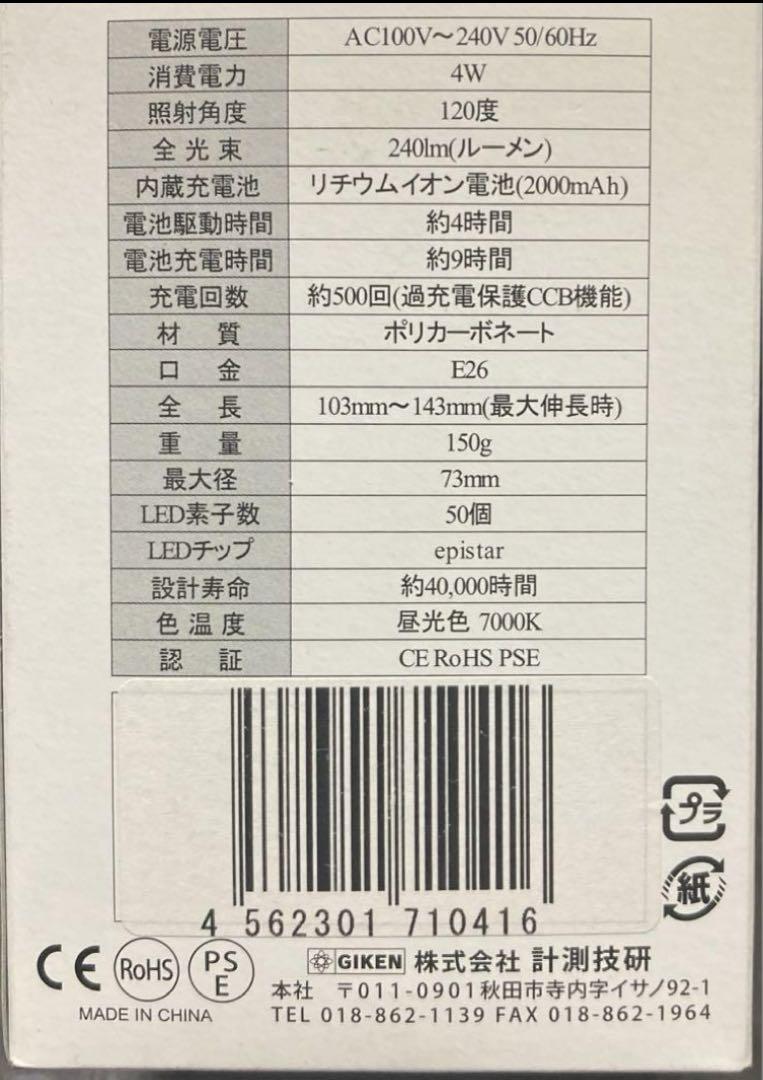 電源電圧 AC100V～240V 50/60Hz
消費電力 4W
照射角度 120度
全光束 240lm(ルーメン)
内蔵充電池 リチウムイオン電池(2000mAh)
電池駆動時間 約4時間
電池充電時間 約9時間
充電回数 約500回(過充電保護CCB機能)
材質 ポリカーボネート
口金 E26
全長 103mm～143mm(最大伸長時)
重量 150g
最大径 73mm
LED素子数 50個
LEDチップ epistar
設計寿命 約40,000時間
色温度 昼光色 7000K
認証 CE RoHS PSE
プラ
紙
4 562301 710416
CE RoHS PSE GIKEN 株式会社 計測技研
本社 〒011-0901秋田市寺内字イサノ92-1
MADE IN CHINA TEL 018-862-1139 FAX 018-862-1964